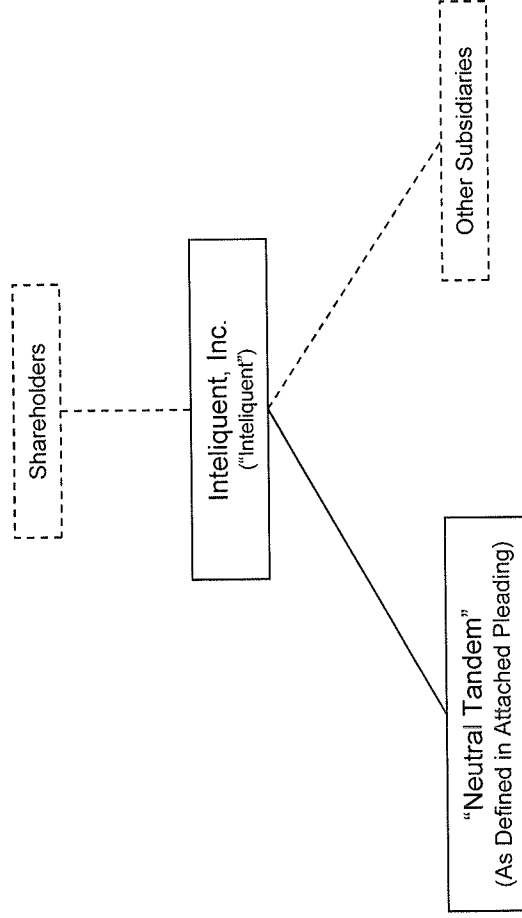 Shareholders
Inteliquent, Inc.
("Inteliquent")
"Neutral Tandem"
(As Defined in Attached Pleading)
Other Subsidiaries